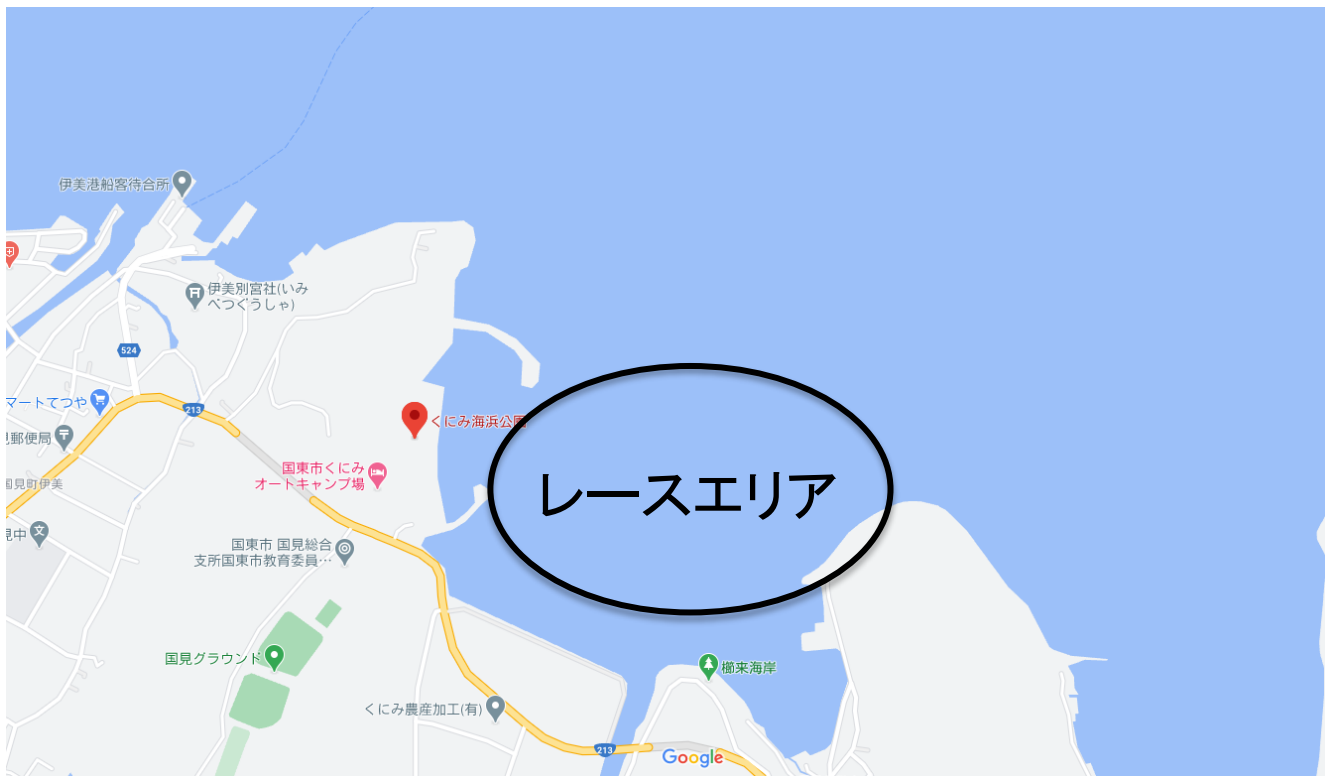 伊美港船客待合所
伊美別宮社(いみ
べつぐうしゃ)
524
マートてつや
213
くにみ海浜公園
郵便局
国東市くにみ
オートキャンプ場
国見町伊美
レースエリア
見中
国東市 国見総合
支所国東市教育委員…
国見グラウンド
櫛来海岸
くにみ農産加工(有)
213
Google